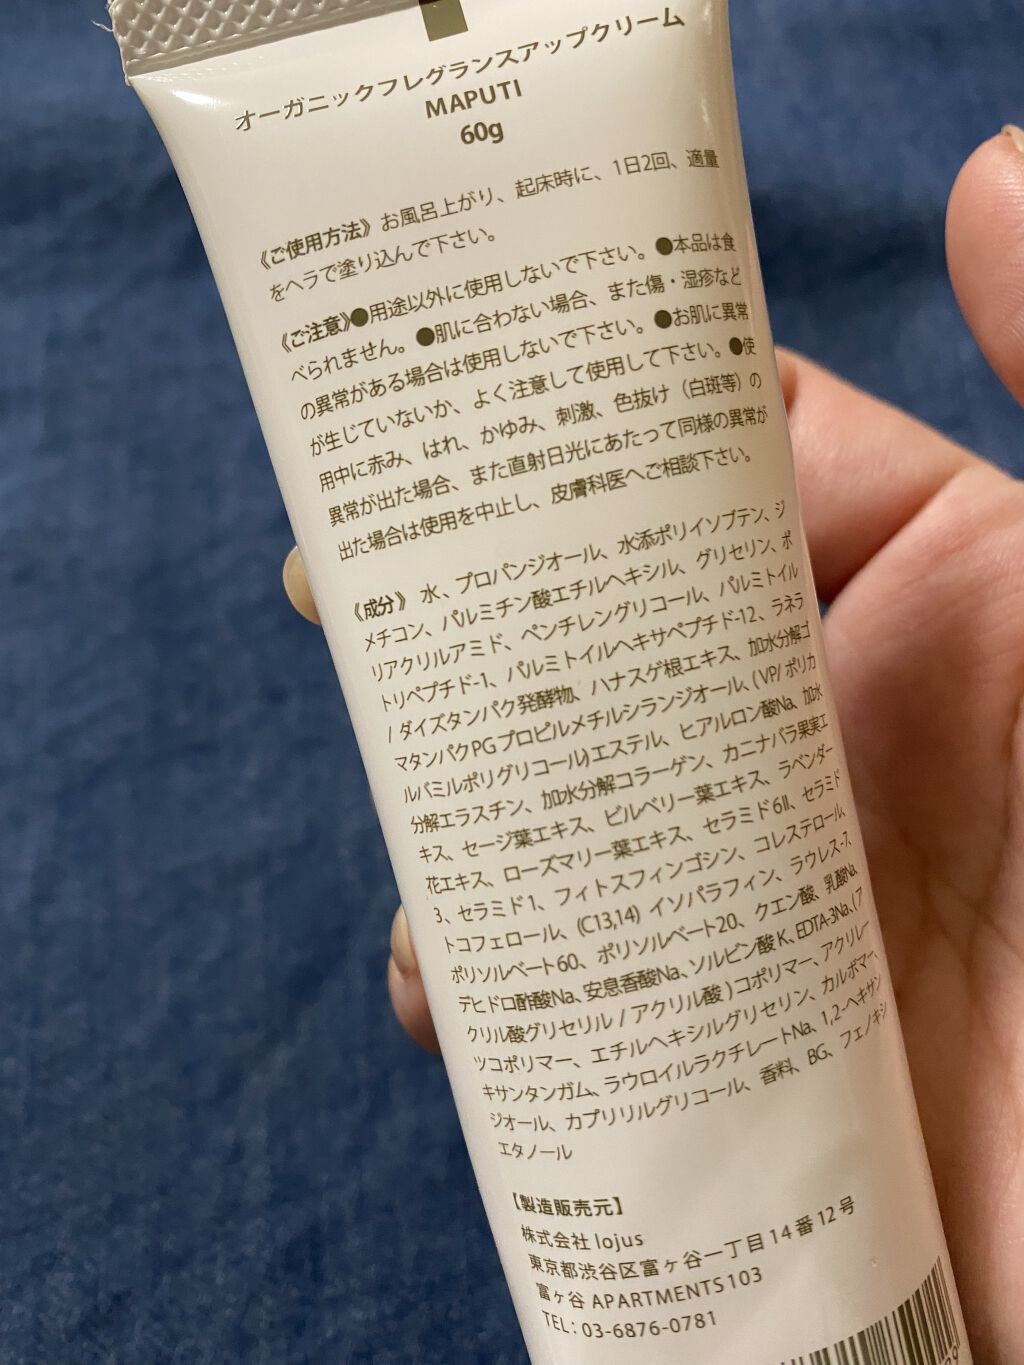 オーガニックフレグランスアップクリーム
MAPUTI
60g
《ご使用方法》お風呂上がり、起床時に、1日2回、適量
をヘラで塗り込んで下さい。
《ご注意》●用途以外に使用しないで下さい。●本品は食
べられません。●肌に合わない場合、また傷・湿疹など
の異常がある場合は使用しないで下さい。●お肌に異常
が生じていないか、よく注意して使用して下さい。●使
用中に赤み、はれ、かゆみ、刺激、色抜け（白斑等）の
異常が出た場合、また直射日光にあたって同様の異常が
出た場合は使用を中止し、皮膚科医へご相談下さい。
《成分》 水、プロパンジオール、水添ポリイソブテン、ジ
メチコン、パルミチン酸エチルヘキシル、グリセリン、ポ
リアクリルアミド、ペンチレングリコール、パルミトイル
トリペプチド-1、パルミトイルヘキサペプチド-12、ラネラ
/ ダイズタンパク発酵物、ハナスゲ根エキス、加水分解ゴ
マタンパクPGプロピルメチルシランジオール、(VP/ ポリカ
ルバミルポリグリコール)エステル、ヒアルロン酸Na、加水
分解エラスチン、加水分解コラーゲン、カニナバラ果実エ
キス、セージ葉エキス、ビルベリー葉エキス、ラベンダー
花エキス、ローズマリー葉エキス、セラミド6II、セラミド
3、セラミド1、フィトスフィンゴシン、コレステロール、
トコフェロール、(C13,14) イソパラフィン、ラウレス-7、
ポリソルベート60、ポリソルベート20、クエン酸、乳酸Na、
デヒドロ酢酸Na、安息香酸Na、ソルビン酸K、EDTA-3Na、(ア
クリル酸グリセリル / アクリル酸 ) コポリマー、アクリレー
ツコポリマー、エチルヘキシルグリセリン、カルボマー、
キサンタンガム、ラウロイルラクチレートNa、1,2-ヘキサン
ジオール、カプリリルグリコール、香料、BG、フェノキシ
エタノール
【製造販売元】
株式会社 lojus
東京都渋谷区富ヶ谷一丁目14番12号
富ヶ谷 APARTMENTS103
TEL：03-6876-0781